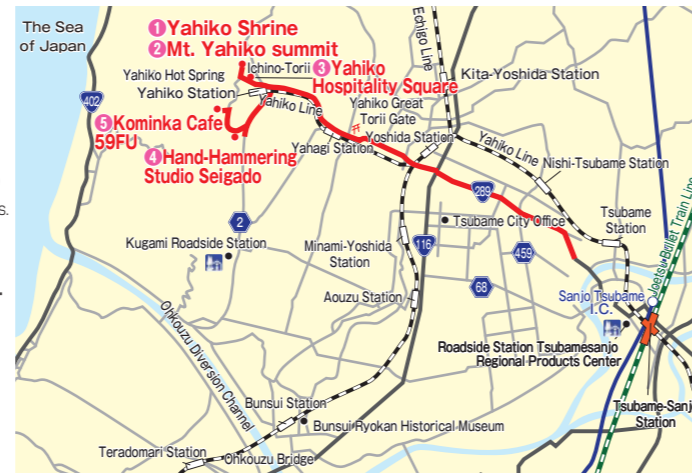 The Sea
of Japan
❶Yahiko Shrine
❷Mt. Yahiko summit
Yahiko Hot Spring
Ichino-Torii
❸Yahiko
Hospitality Square
Yahiko Station
Yahiko Line
Yahiko Great
Torii Gate
Echigo Line
Kita-Yoshida Station
402
❺Kominka Cafe
59FU
Yahagi Station
Yoshida Station
Yahiko Line
Nishi-Tsubame Station
❹Hand-Hammering
Studio Seigado
s.
289
2
Tsubame City Office
Tsubame
Station
Kugami Roadside Station
Minami-Yoshida
Station
116
459
68
Joetsu Bullet Train Line
Aouzu Station
Sanjo Tsubame
I.C.
Roadside Station Tsubamesanjo
Regional Products Center
Ohkouzu Diversion Channel
Bunsui Station
Bunsui Ryokan Historical Museum
Tsubame-Sanj
Station
Teradomari Station
Ohkouzu Bridge